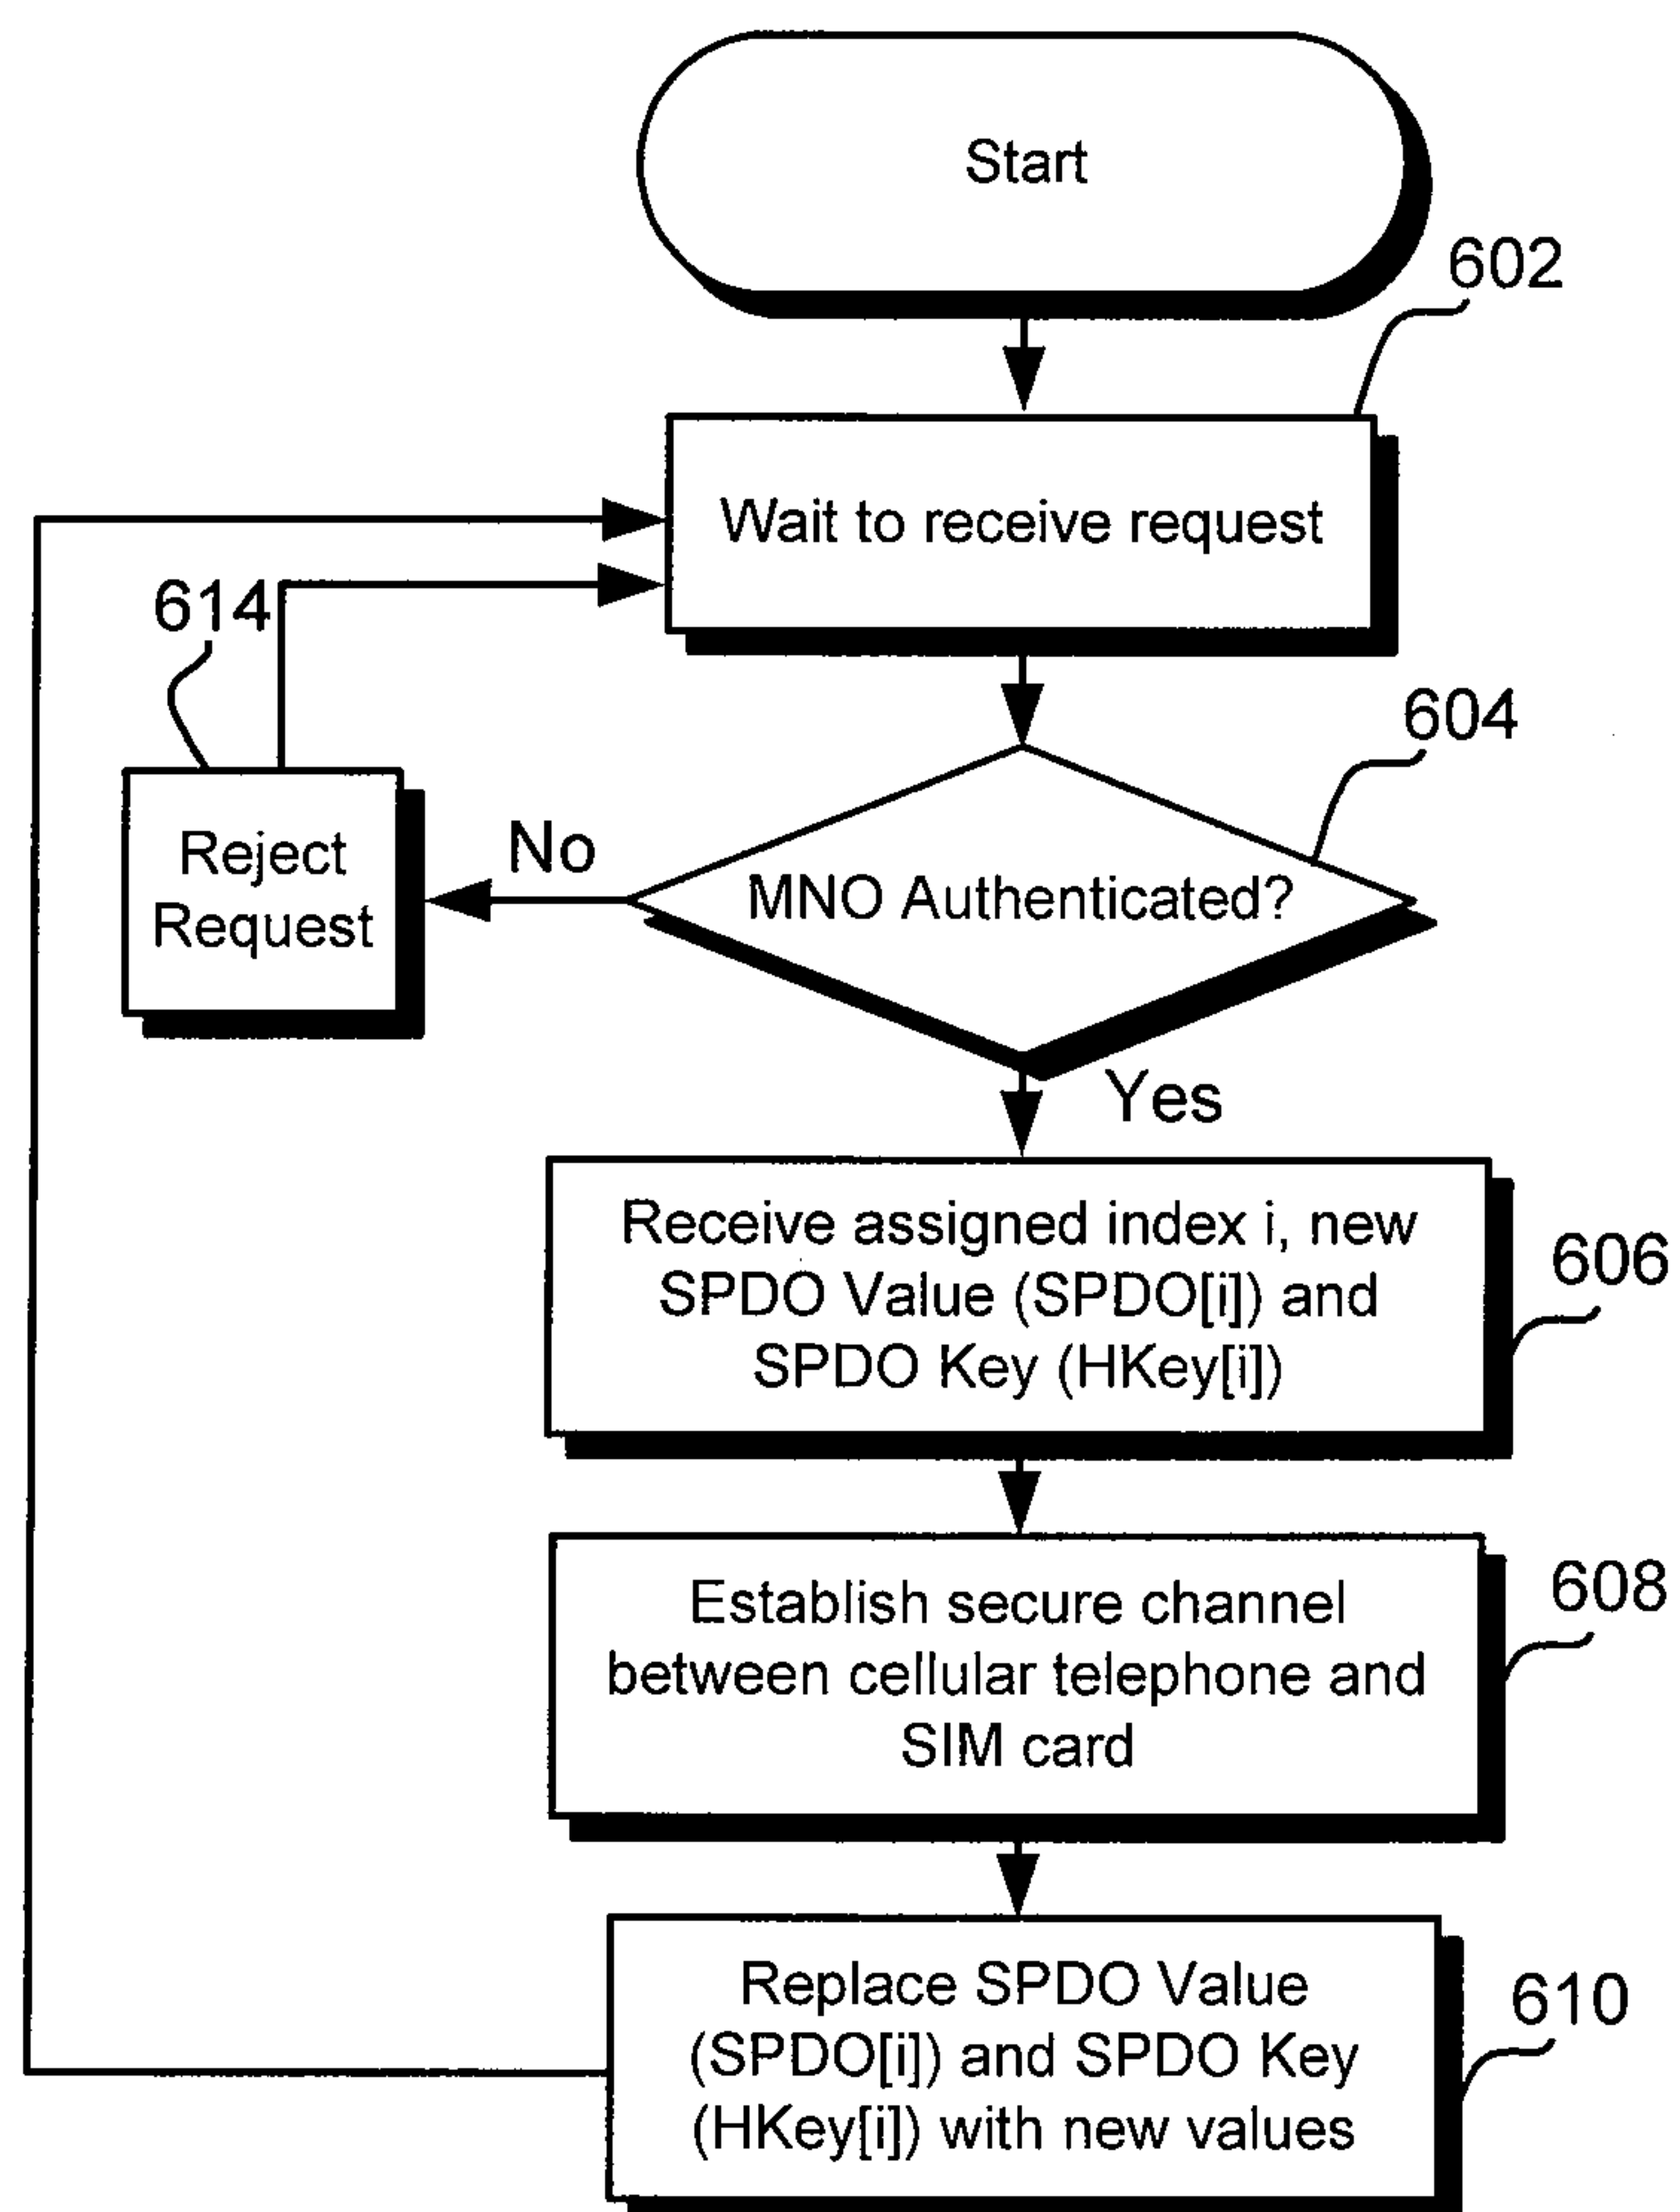 Start
602
Wait to receive request
614
604
Reject
Request
No
MNO Authenticated?
Yes
Receive assigned index i, new
SPDO Value (SPDO[i]) and
SPDO Key (HKey[i])
606
Establish secure channel
between cellular telephone and
SIM card
608
Replace SPDO Value
(SPDO[i]) and SPDO Key
(HKey[i]) with new values
610